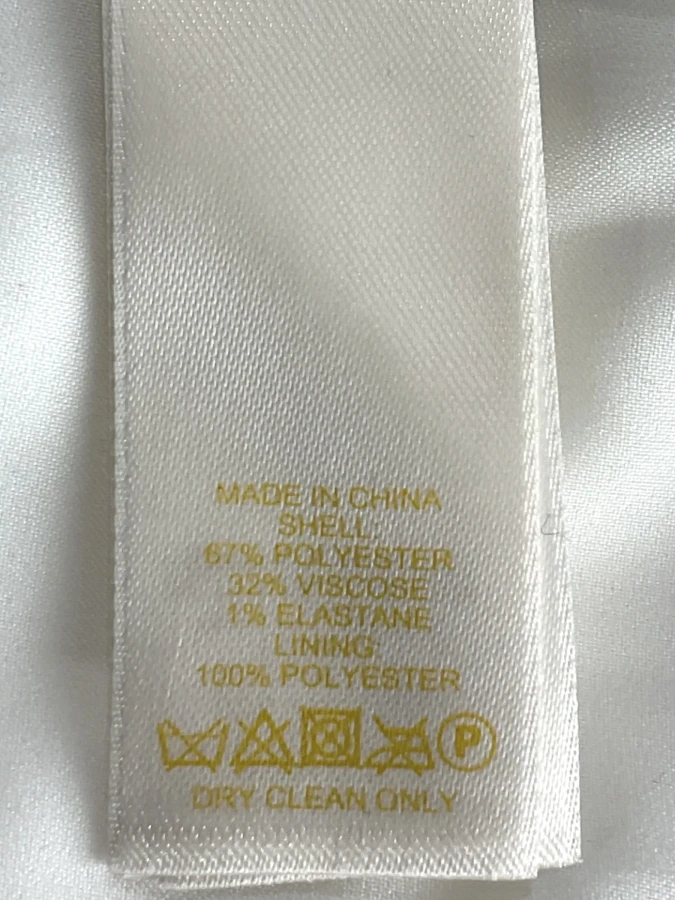 MADE IN CHINA
SHELL:
67% POLYESTER
32% VISCOSE
1% ELASTANE
LINING:
100% POLYESTER
P
DRY CLEAN ONLY